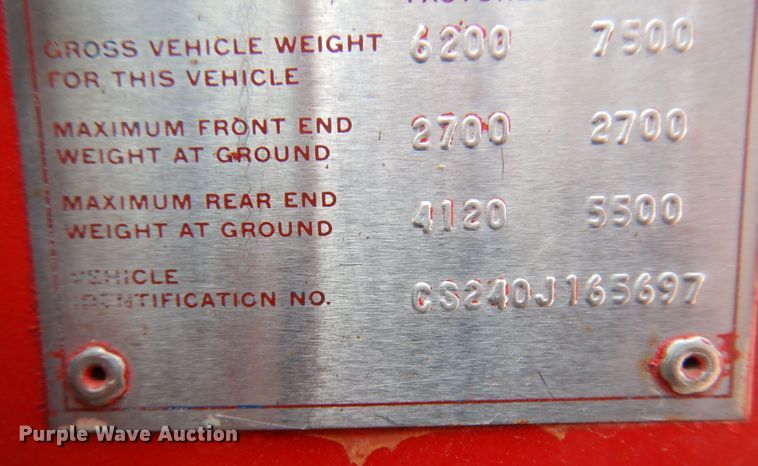 GROSS VEHICLE WEIGHT 6200 7500
FOR THIS VEHICLE
MAXIMUM FRONT END 2700 2700
WEIGHT AT GROUND
MAXIMUM REAR END 4120 5500
WEIGHT AT GROUND
VEHICLE
IDENTIFICATION NO. CS240J165697
Purple Wave Auction